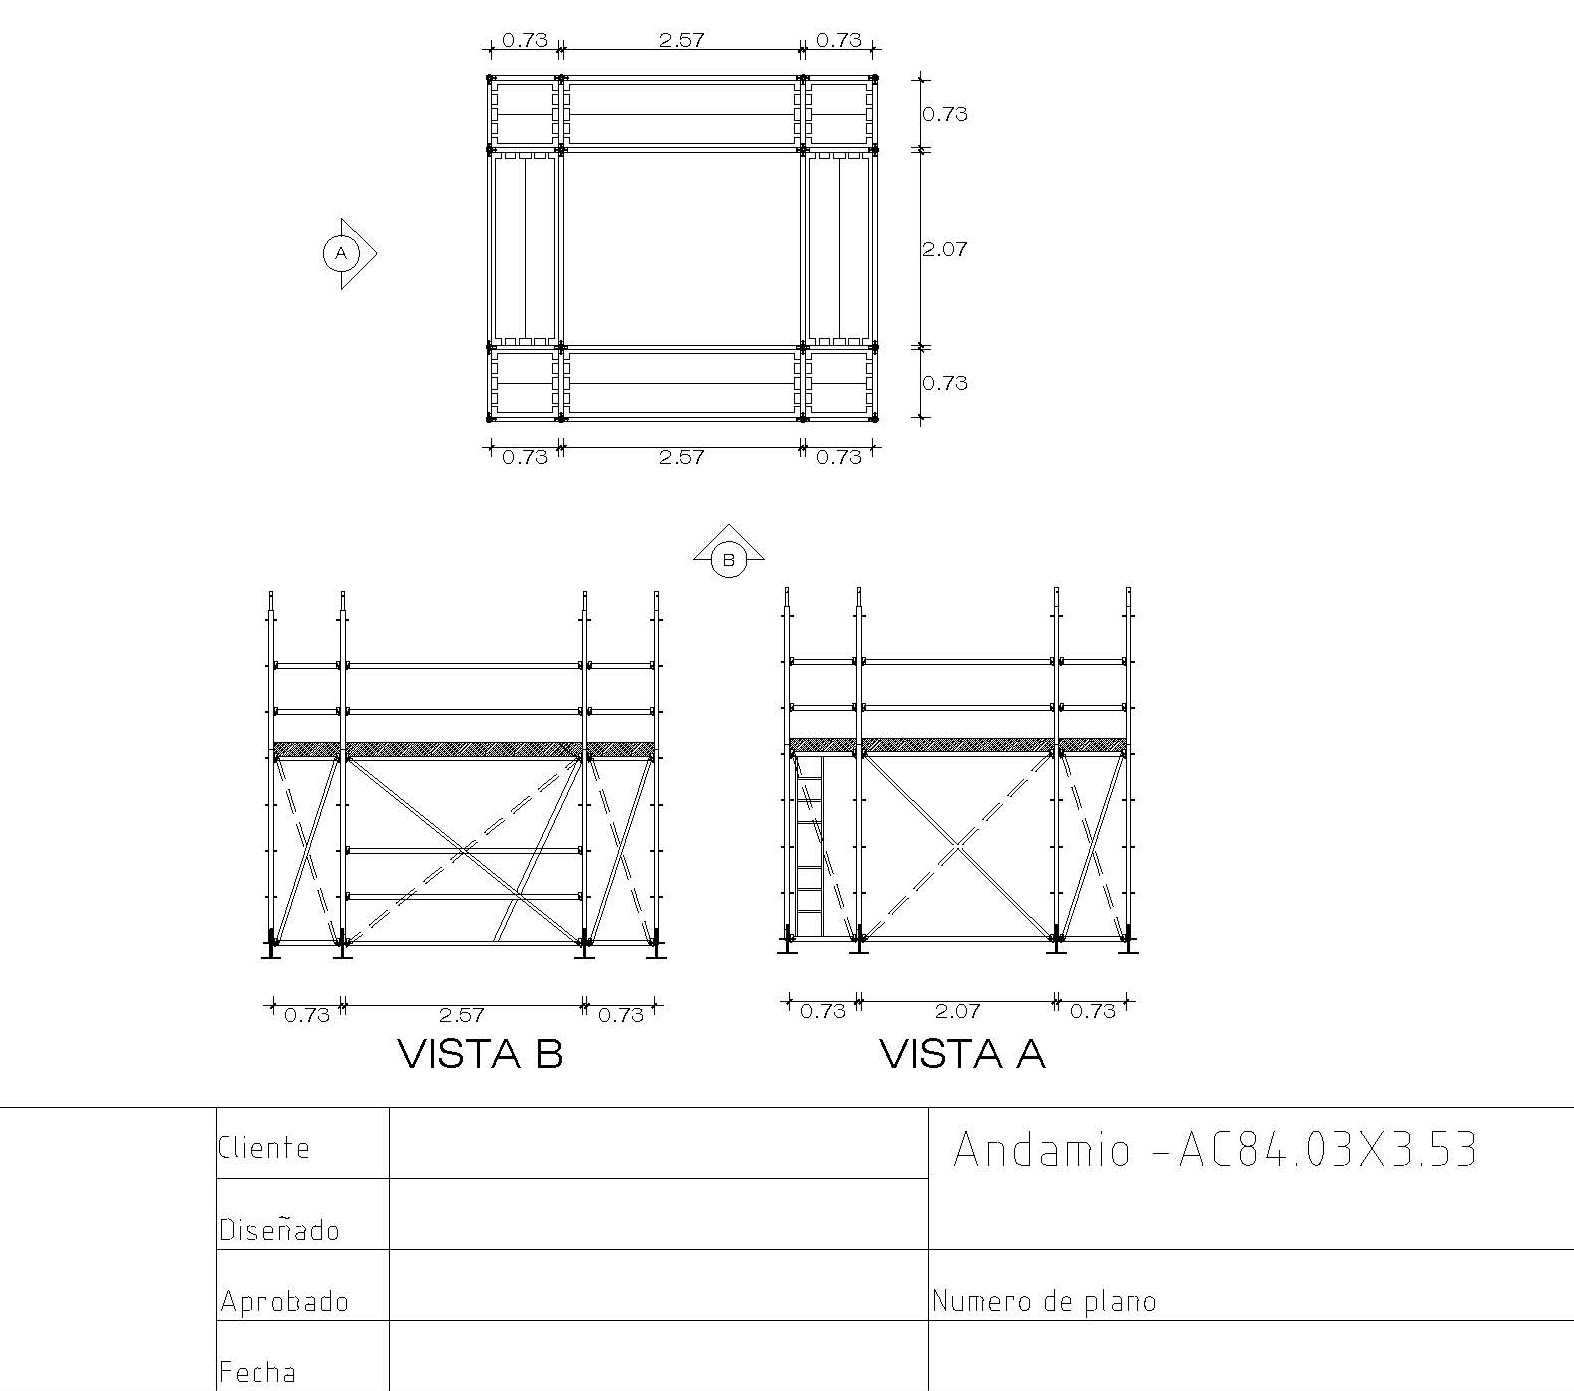 0.73 2.57 0.73
0.73
A
2.07
0.73
0.73 2.57 0.73
B
0.73 2.57 0.73
0.73 2.07 0.73
VISTA B
VISTA A
Cliente
Andamio -AC84.03X3.53
Diseñado
Aprobado
Numero de plano
Fecha